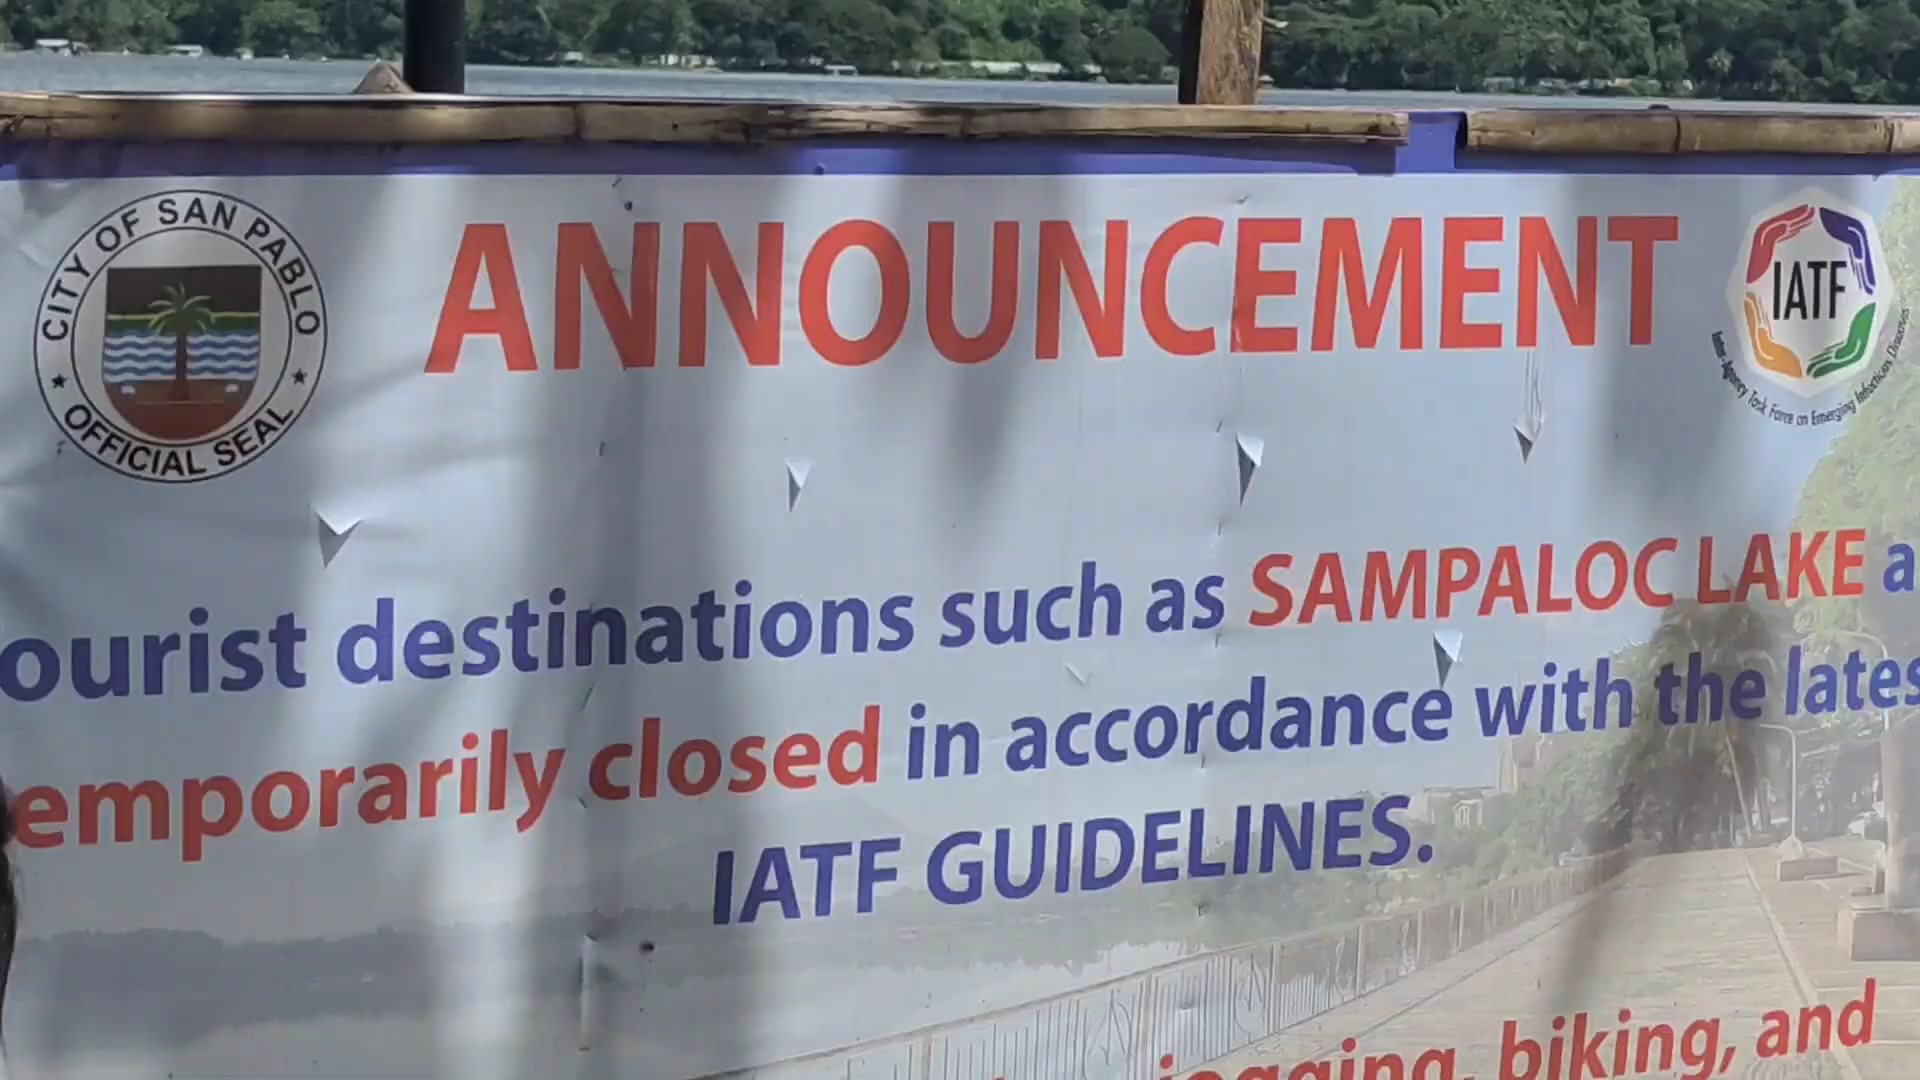 CITY OF SAN PABLO
OFFICIAL SEAL
ANNOUNCEMENT
IATF
Inter-Agency Task Force on Emerging Infectious Diseases
ourist destinations such as SAMPALOC LAKE a
emporarily closed in accordance with the lates
IATF GUIDELINES.
jogging, biking, and